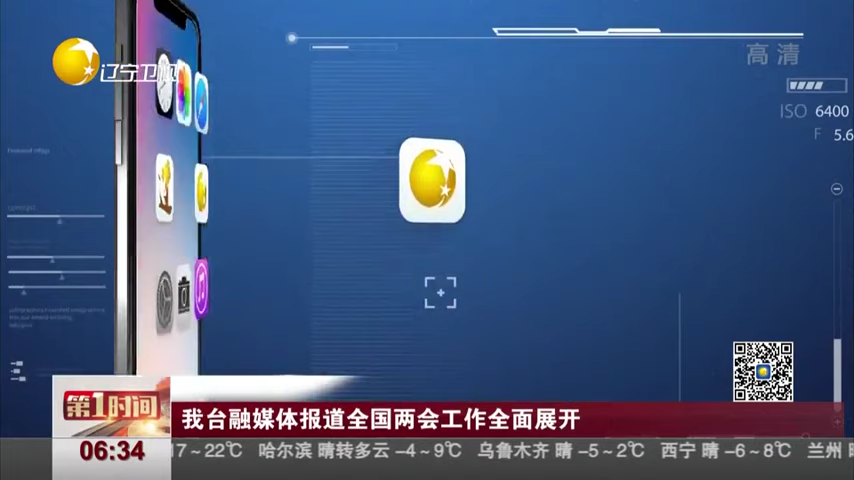 辽宁卫视
高清
ISO 6400
F 5.6
第1时间
我台融媒体报道全国两会工作全面展开
06:34
17~22℃ 哈尔滨 晴转多云 -4~9℃ 乌鲁木齐 晴 -5~2℃ 西宁 晴 -6~8℃ 兰州